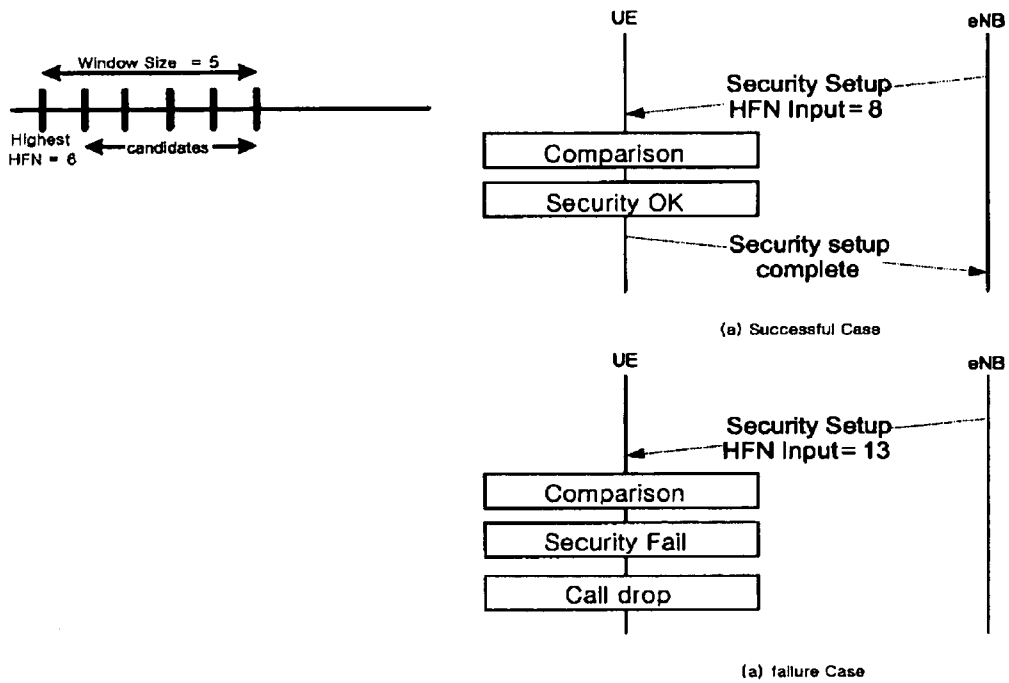 Window Size = 5
Highest
HFN = 6
candidates
UE
eNB
Security Setup
HFN Input = 8
Comparison
Security OK
Security setup
complete
(a) Successful Case
UE
eNB
Security Setup
HFN Input = 13
Comparison
Security Fail
Call drop
(a) failure Case